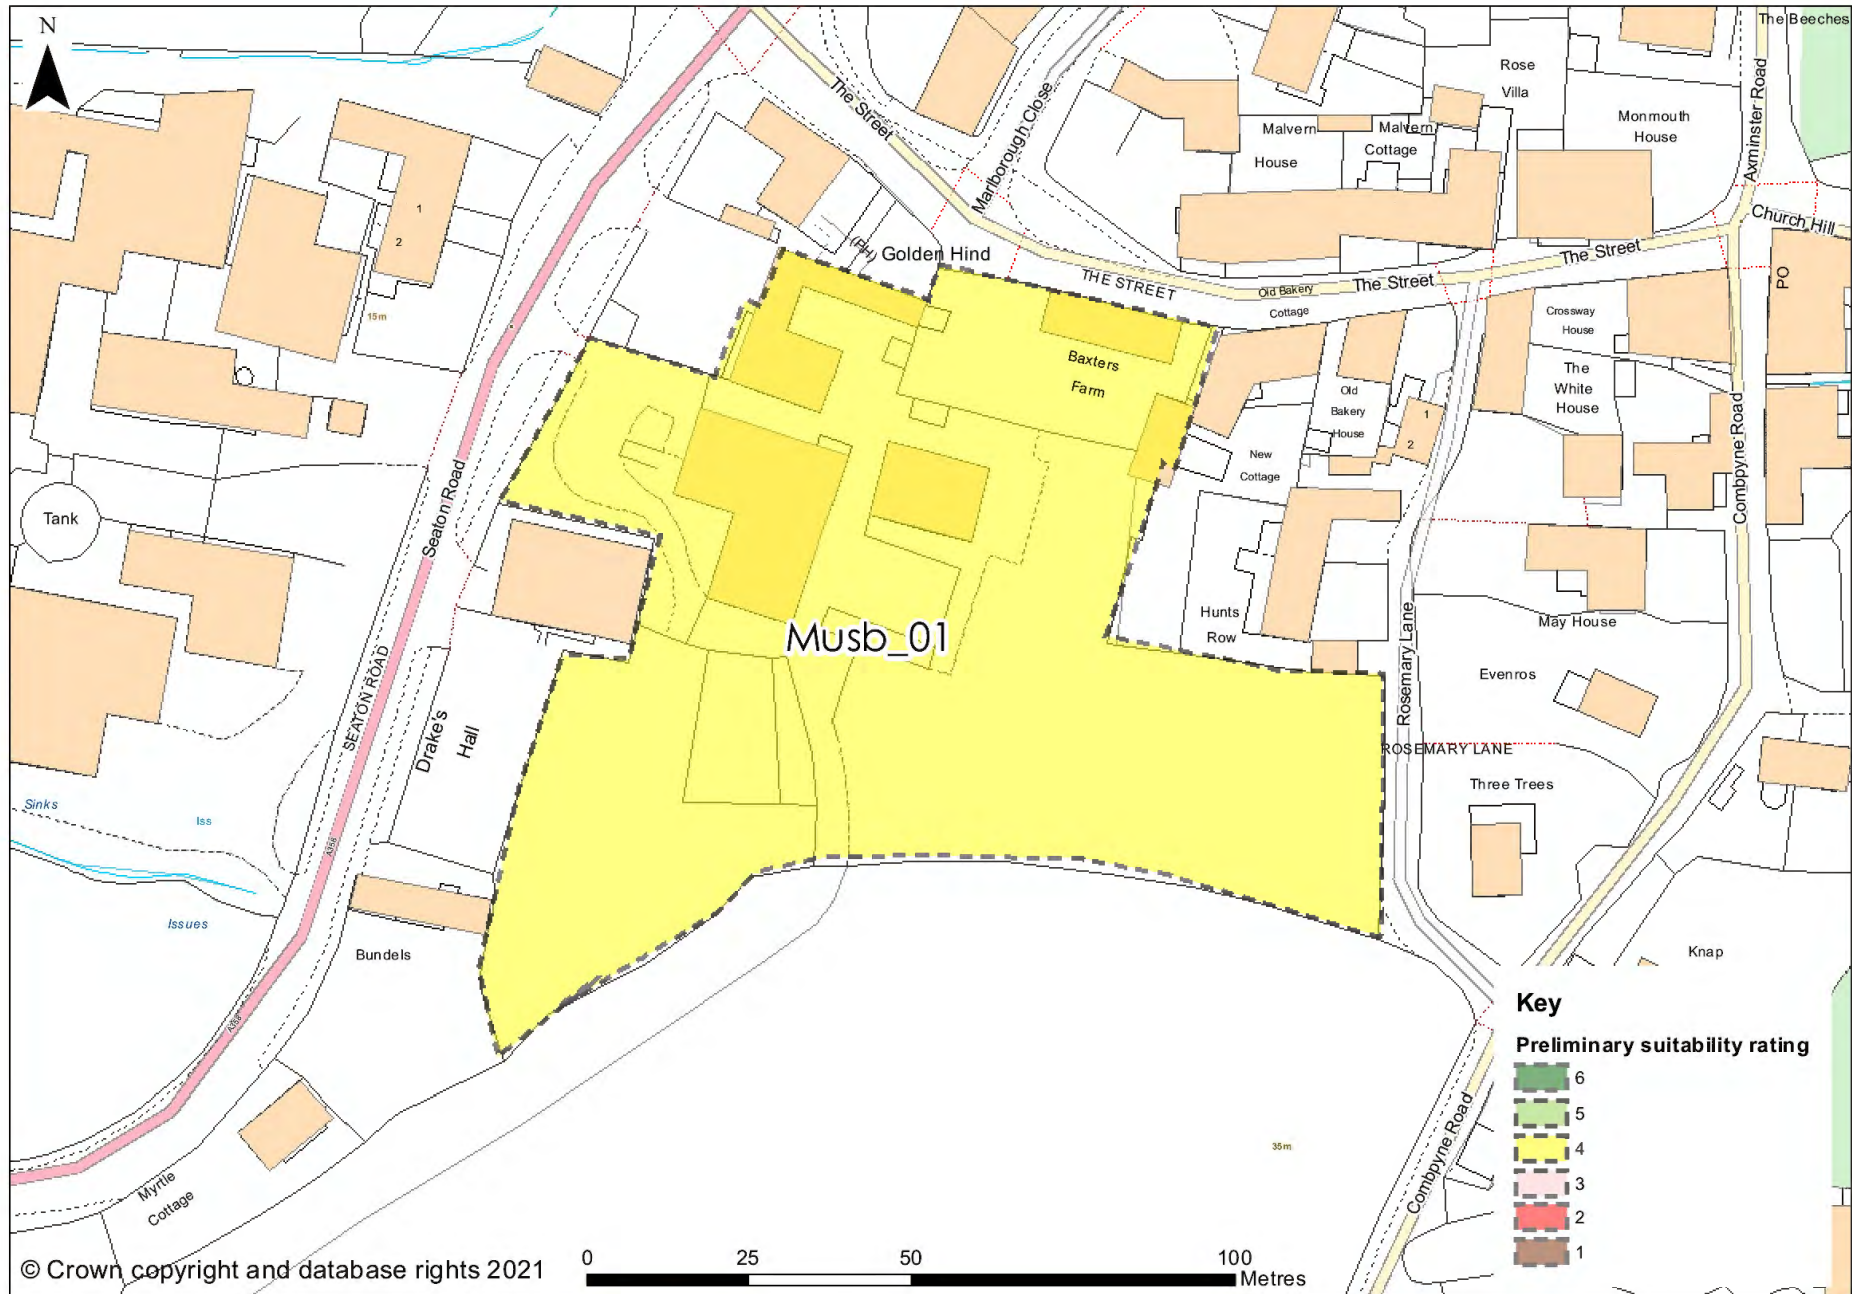 N
The Beeches
Rose
Villa
Monmouth
House
Axminster Road
The Street
Marlborough Close
Malvern
House
Malvern
Cottage
Church Hill
1
2
(PH)
Golden Hind
THE STREET
Old Bakery
Cottage
The Street
The Street
PO
15m
Baxters
Farm
Crossway
House
The
White
House
Old
Bakery
House
1
2
New
Cottage
Combpyne Road
Tank
Seaton Road
Hunts
Row
May House
Musb_01
Rosemary Lane
Evenros
SEATON ROAD
Drake's
Hall
ROSEMARY LANE
Three Trees
Sinks
Iss
A358
Issues
Bundels
Knap
A358
Key
Preliminary suitability rating
6
5
4
3
2
1
35m
Combpyne Road
Myrtle
Cottage
© Crown copyright and database rights 2021
0
25
50
100
Metres